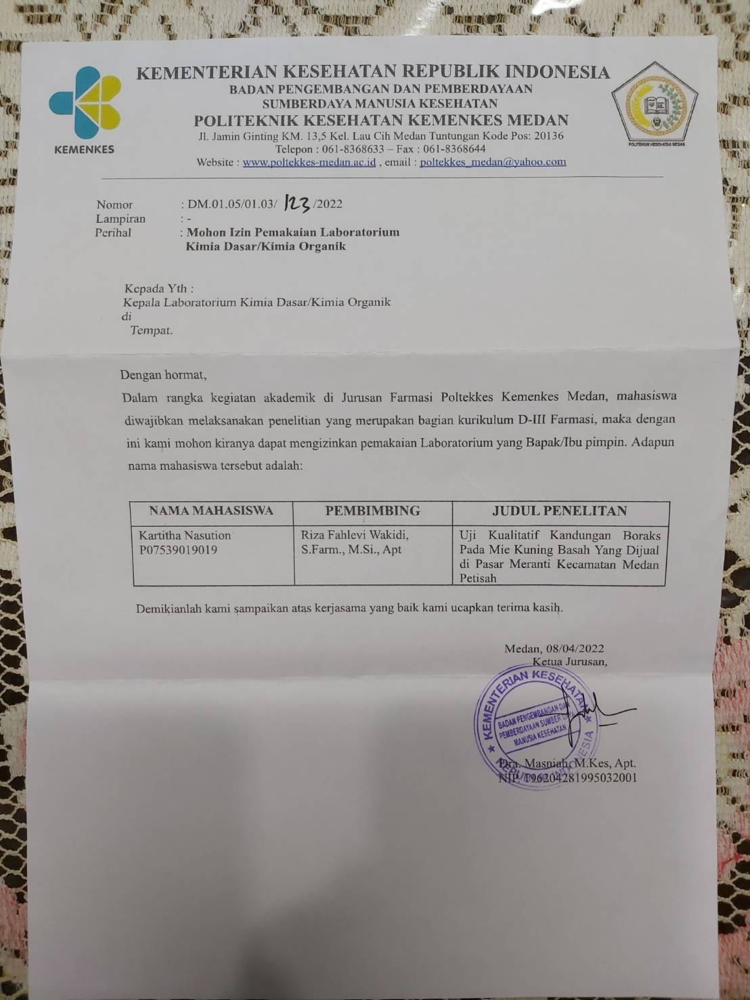 KEMENTERIAN KESEHATAN REPUBLIK INDONESIA
BADAN PENGEMBANGAN DAN PEMBERDAYAAN
SUMBERDAYA MANUSIA KESEHATAN
POLITEKNIK KESEHATAN KEMENKES MEDAN
Jl. Jamin Ginting KM. 13,5 Kel. Lau Cih Medan Tuntungan Kode Pos: 20136
Telepon : 061-8368633 – Fax : 061-8368644
Website : www.poltekkes-medan.ac.id , email : poltekkes_medan@yahoo.com
KEMENKES
POLITEKNIK KESEHATAN MEDAN
Nomor : DM.01.05/01.03/ 123 /2022
Lampiran : -
Perihal : Mohon Izin Pemakaian Laboratorium
Kimia Dasar/Kimia Organik
Kepada Yth :
Kepala Laboratorium Kimia Dasar/Kimia Organik
di
Tempat.
Dengan hormat,
Dalam rangka kegiatan akademik di Jurusan Farmasi Poltekkes Kemenkes Medan, mahasiswa
diwajibkan melaksanakan penelitian yang merupakan bagian kurikulum D-III Farmasi, maka dengan
ini kami mohon kiranya dapat mengizinkan pemakaian Laboratorium yang Bapak/Ibu pimpin. Adapun
nama mahasiswa tersebut adalah:
NAMA MAHASISWA PEMBIMBING JUDUL PENELITAN
Kartitha Nasution Riza Fahlevi Wakidi, Uji Kualitatif Kandungan Boraks
P07539019019 S.Farm., M.Si., Apt Pada Mie Kuning Basah Yang Dijual
di Pasar Meranti Kecamatan Medan
Petisah
Demikianlah kami sampaikan atas kerjasama yang baik kami ucapkan terima kasih.
Medan, 08/04/2022
Ketua Jurusan,
KEMENTERIAN KESEHATAN
BADAN PENGEMBANGAN DAN
PEMBERDAYAAN SUMBER DAYA
MANUSIA KESEHATAN
REPUBLIK INDONESIA
Dra. Masniah, M.Kes, Apt.
NIP. 196204281995032001